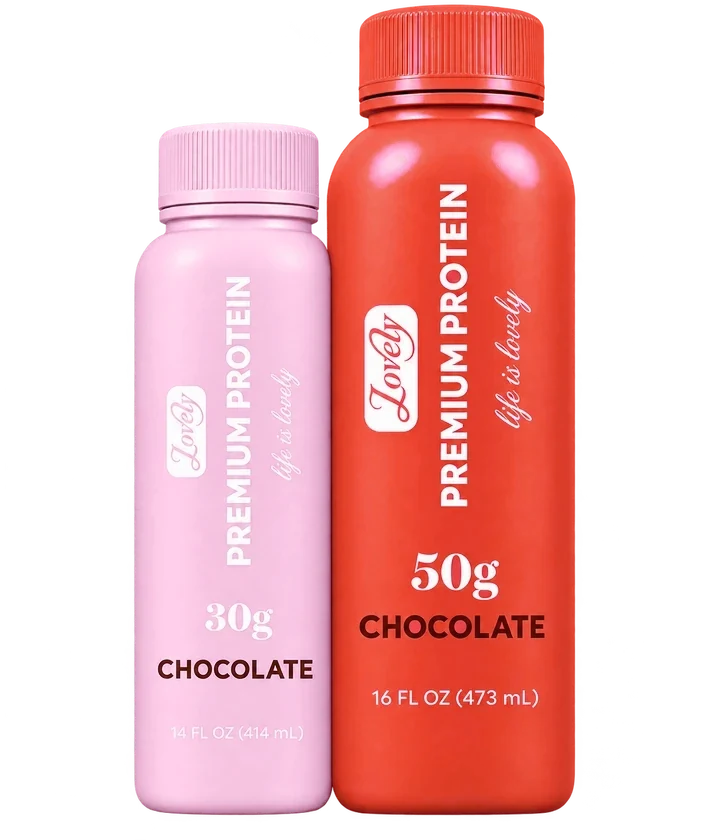 Lovely
PREMIUM PROTEIN
life is lovely
30g
CHOCOLATE
14 FL OZ (414 mL)
Lovely
PREMIUM PROTEIN
life is lovely
50g
CHOCOLATE
16 FL OZ (473 mL)